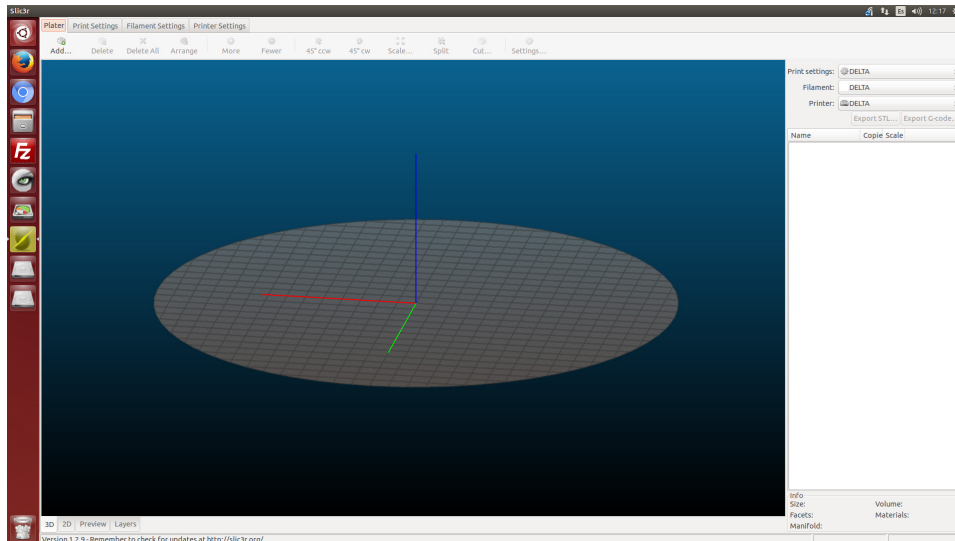 Slic3r
Es 12:17
Plater Print Settings Filament Settings Printer Settings
Add... Delete Delete All Arrange More Fewer 45° ccw 45° cw Scale... Split Cut... Settings...
Print settings: DELTA
Filament: DELTA
Printer: DELTA
Export STL... Export G-code...
Name Copie Scale
Fz
Info
Size: Volume:
Facets: Materials:
Manifold:
3D 2D Preview Layers
Version 1.2.9 - Remember to check for updates at http://slic3r.org/